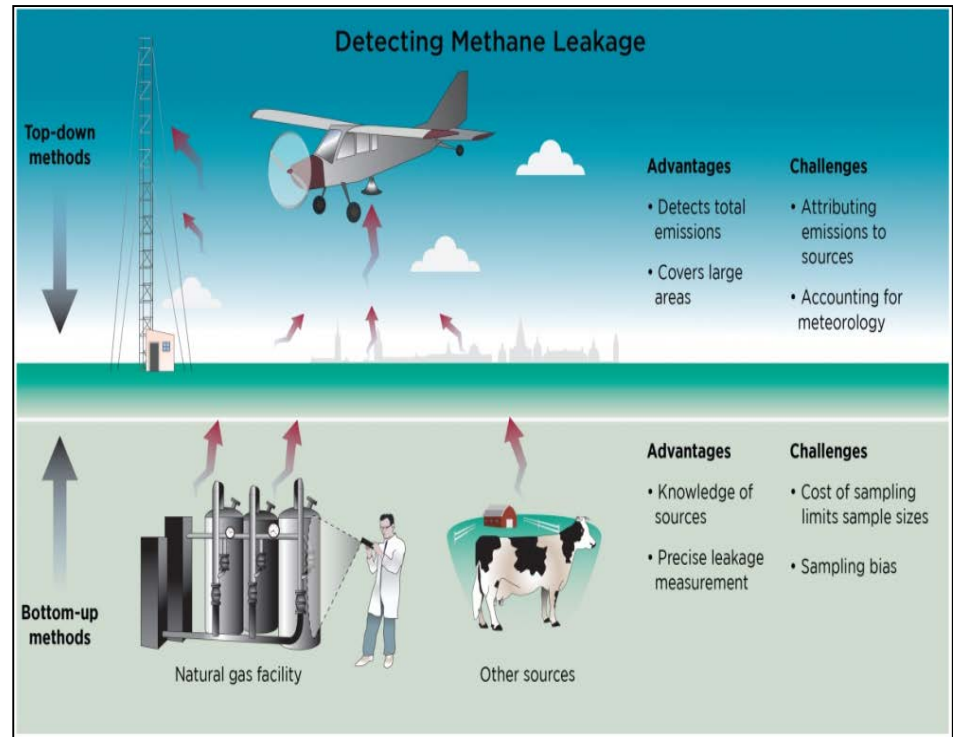 Detecting Methane Leakage
Top-down
methods
Advantages
• Detects total
emissions
• Covers large
areas
Challenges
• Attributing
emissions to
sources
• Accounting for
meteorology
Bottom-up
methods
Natural gas facility
Other sources
Advantages
• Knowledge of
sources
• Precise leakage
measurement
Challenges
• Cost of sampling
limits sample sizes
• Sampling bias